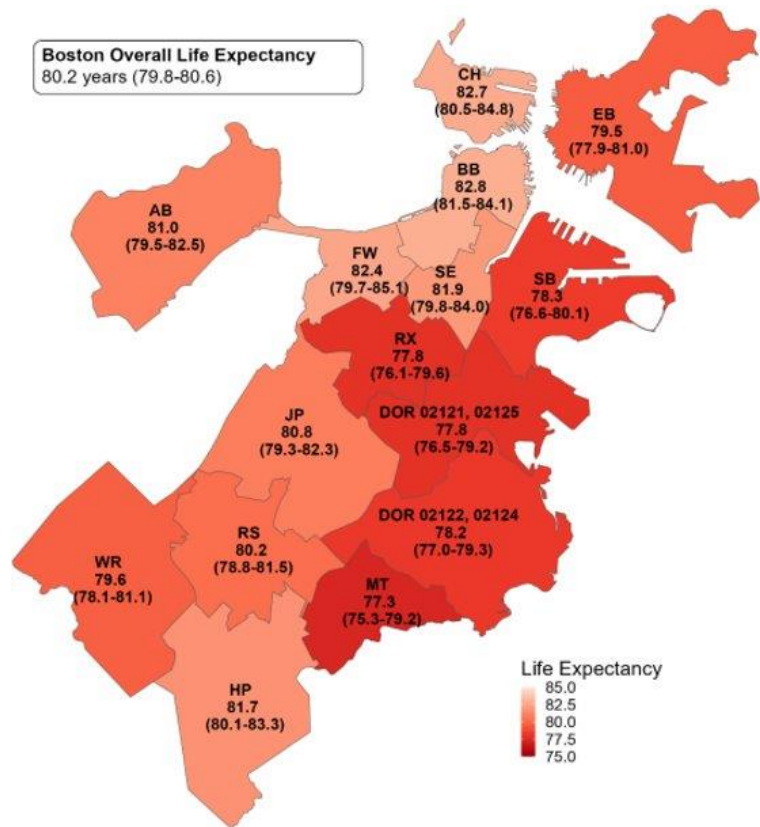 Boston Overall Life Expectancy
80.2 years (79.8-80.6)
CH
82.7
(80.5-84.8)
EB
79.5
(77.9-81.0)
BB
82.8
(81.5-84.1)
AB
81.0
(79.5-82.5)
FW
82.4
(79.7-85.1)
SE
81.9
(79.8-84.0)
SB
78.3
(76.6-80.1)
RX
77.8
(76.1-79.6)
JP
80.8
(79.3-82.3)
DOR 02121, 02125
77.8
(76.5-79.2)
DOR 02122, 02124
78.2
(77.0-79.3)
RS
80.2
(78.8-81.5)
WR
79.6
(78.1-81.1)
MT
77.3
(75.3-79.2)
HP
81.7
(80.1-83.3)
Life Expectancy
85.0
82.5
80.0
77.5
75.0